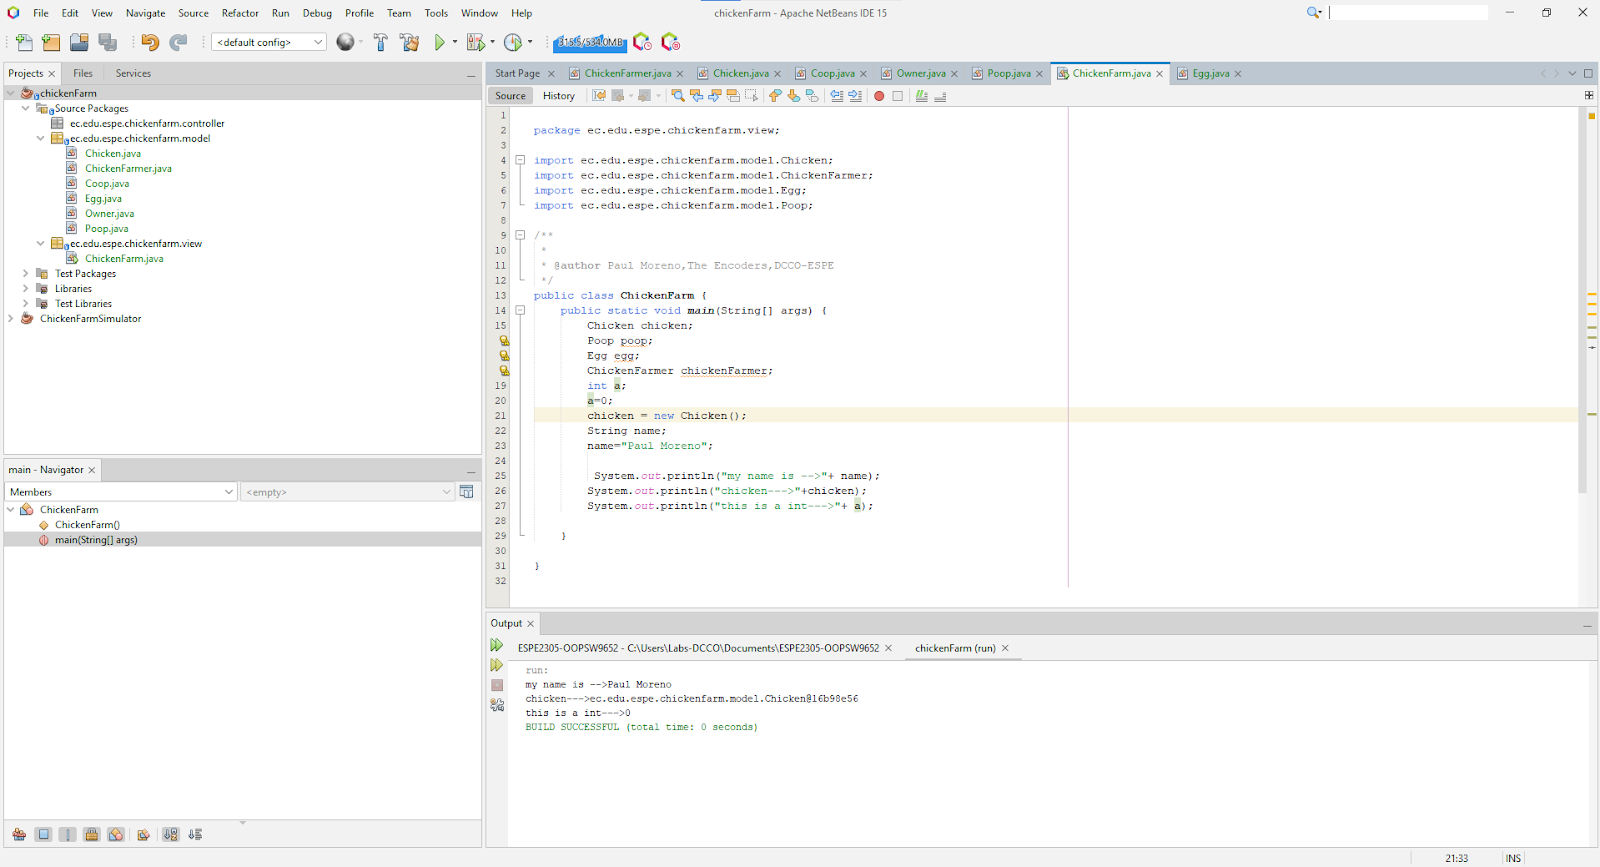 File Edit View Navigate Source Refactor Run Debug Profile Team Tools Window Help
chickenFarm - Apache NetBeans IDE 15
<default config>
315.5/534.0MB
Projects Files Services
chickenFarm
Source Packages
ec.edu.espe.chickenfarm.controller
ec.edu.espe.chickenfarm.model
Chicken.java
ChickenFarmer.java
Coop.java
Egg.java
Owner.java
Poop.java
ec.edu.espe.chickenfarm.view
ChickenFarm.java
Test Packages
Libraries
Test Libraries
ChickenFarmSimulator
main - Navigator
Members
<empty>
ChickenFarm
ChickenFarm()
main(String[] args)
Start Page ChickenFarmer.java Chicken.java Coop.java Owner.java Poop.java ChickenFarm.java Egg.java
Source History
1
2 package ec.edu.espe.chickenfarm.view;
3
4 import ec.edu.espe.chickenfarm.model.Chicken;
5 import ec.edu.espe.chickenfarm.model.ChickenFarmer;
6 import ec.edu.espe.chickenfarm.model.Egg;
7 import ec.edu.espe.chickenfarm.model.Poop;
8
9 /**
10 *
11 * @author Paul Moreno,The Encoders,DCCO-ESPE
12 */
13 public class ChickenFarm {
14 public static void main(String[] args) {
15 Chicken chicken;
Poop poop;
Egg egg;
ChickenFarmer chickenFarmer;
19 int a;
20 a=0;
21 chicken = new Chicken();
22 String name;
23 name="Paul Moreno";
24
25 System.out.println("my name is -->"+ name);
26 System.out.println("chicken--->"+chicken);
27 System.out.println("this is a int--->"+ a);
28
29 }
30
31 }
32
Output
ESPE2305-OOPSW9652 - C:\Users\Labs-DCCO\Documents\ESPE2305-OOPSW9652 chickenFarm (run)
run:
my name is -->Paul Moreno
chicken--->ec.edu.espe.chickenfarm.model.Chicken@16b98e56
this is a int--->0
BUILD SUCCESSFUL (total time: 0 seconds)
21:33 INS